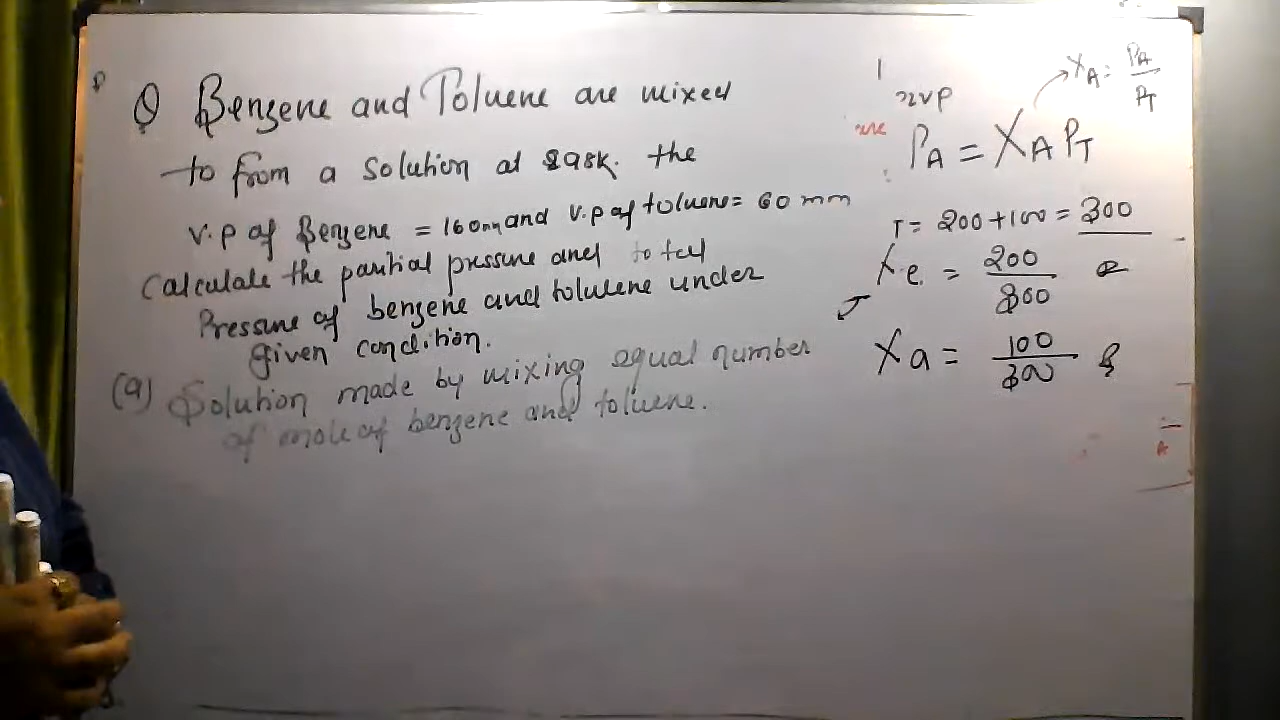 Q Benzene and Toluene are mixed
to from a solution at 298K. the
V.P of Benzene = 160mm and V.P of toluene = 60 mm
Calculate the partial pressure and to tal
Pressure of benzene and toluene under
given condition.
(a) Solution made by mixing equal number
of mole of benzene and toluene.
XA = PA / PT
PA = XA PT
T = 200 + 100 = 300
Xe = 200 / 300
Xa = 100 / 300